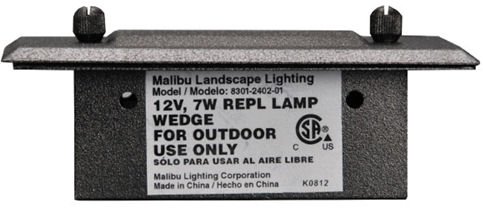 Malibu Landscape Lighting
Model / Modelo: 8301-2402-01
12V, 7W REPL LAMP
WEDGE
FOR OUTDOOR
USE ONLY
SÓLO PARA USAR AL AIRE LIBRE
SA
C US
Malibu Lighting Corporation
Made in China / Hecho en China K0812